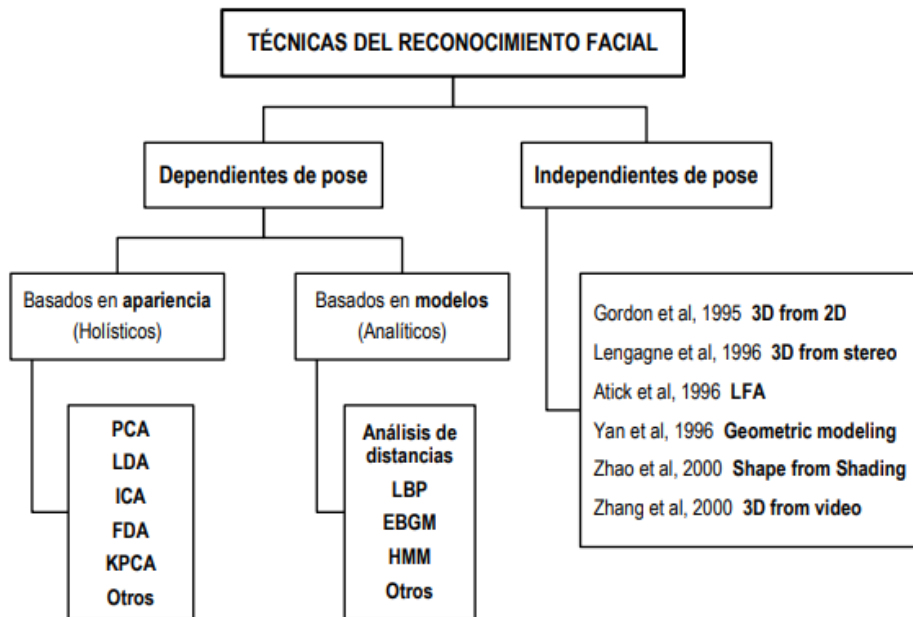 TÉCNICAS DEL RECONOCIMIENTO FACIAL
Dependientes de pose
Independientes de pose
Basados en apariencia
(Holísticos)
Basados en modelos
(Analíticos)
PCA
LDA
ICA
FDA
KPCA
Otros
Análisis de
distancias
LBP
EBGM
HMM
Otros
Gordon et al, 1995 3D from 2D
Lengagne et al, 1996 3D from stereo
Atick et al, 1996 LFA
Yan et al, 1996 Geometric modeling
Zhao et al, 2000 Shape from Shading
Zhang et al, 2000 3D from video